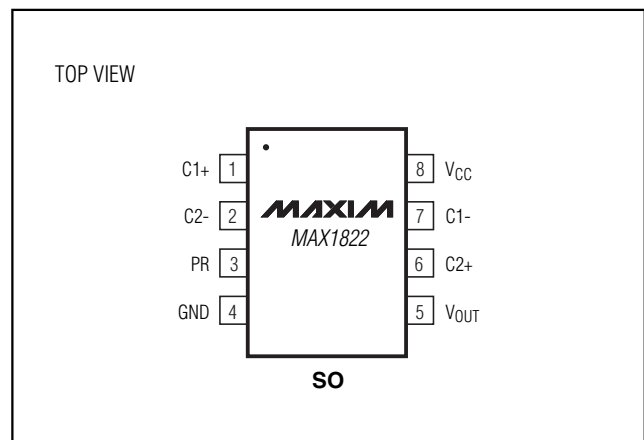 TOP VIEW
C1+ 1
C2- 2
PR 3
GND 4
MAXIM
MAX1822
8 VCC
7 C1-
6 C2+
5 VOUT
SO